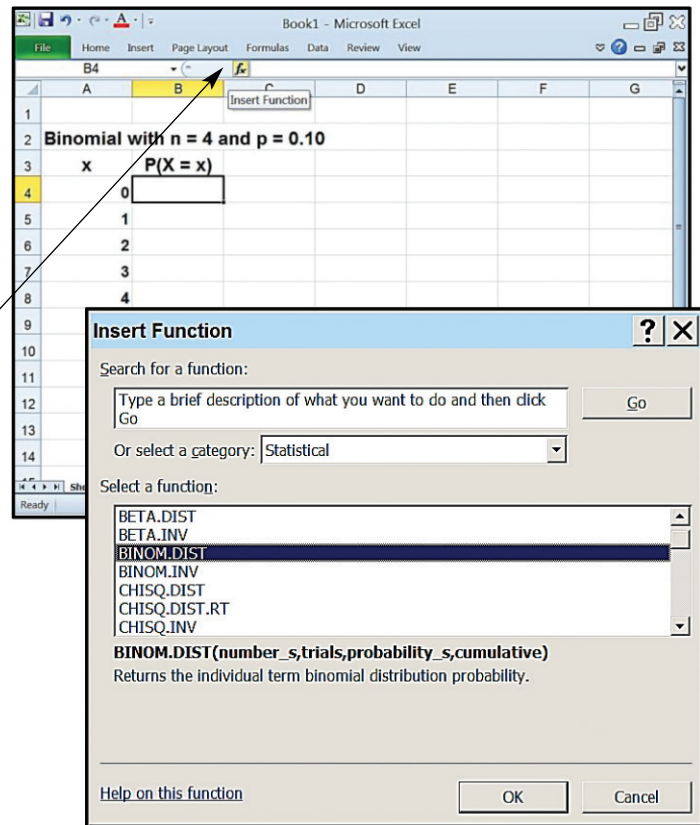 Book1 - Microsoft Excel
File Home Insert Page Layout Formulas Data Review View
B4 fx
Insert Function
A B C D E F G
1
2 Binomial with n = 4 and p = 0.10
3 x P(X = x)
4 0
5 1
6 2
7 3
8 4
9
10
11
12
13
14
Ready
Insert Function
Search for a function:
Type a brief description of what you want to do and then click
Go
Go
Or select a category: Statistical
Select a function:
BETA.DIST
BETA.INV
BINOM.DIST
BINOM.INV
CHISQ.DIST
CHISQ.DIST.RT
CHISQ.INV
BINOM.DIST(number_s,trials,probability_s,cumulative)
Returns the individual term binomial distribution probability.
Help on this function
OK Cancel